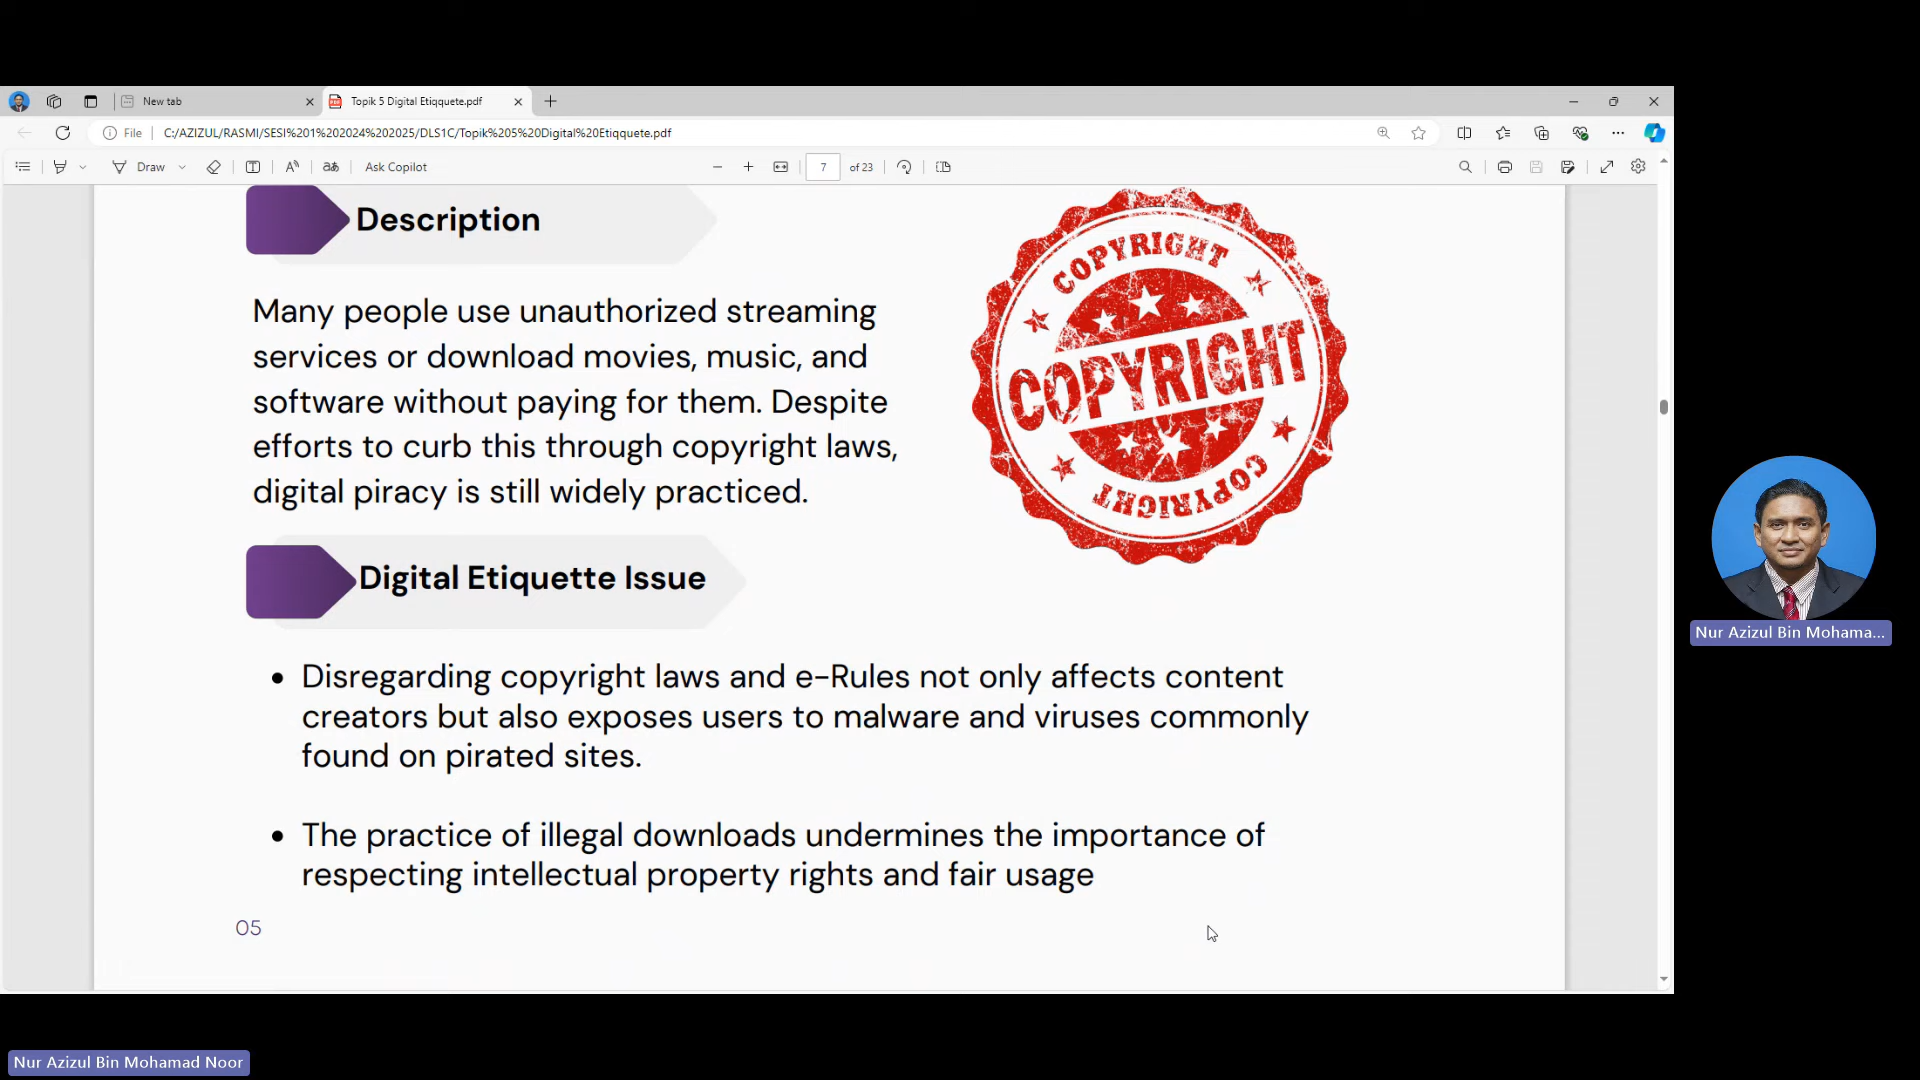 New tab
Topik 5 Digital Etiqquete.pdf
File
C:/AZIZUL/RASMI/SESI%201%202024%202025/DLS1C/Topik%205%20Digital%20Etiqquete.pdf
Draw
Ask Copilot
7
of 23
Description
Many people use unauthorized streaming
services or download movies, music, and
software without paying for them. Despite
efforts to curb this through copyright laws,
digital piracy is still widely practiced.
COPYRIGHT
COPYRIGHT
COPYRIGHT
Digital Etiquette Issue
• Disregarding copyright laws and e-Rules not only affects content
creators but also exposes users to malware and viruses commonly
found on pirated sites.
• The practice of illegal downloads undermines the importance of
respecting intellectual property rights and fair usage
05
Nur Azizul Bin Mohama...
Nur Azizul Bin Mohamad Noor